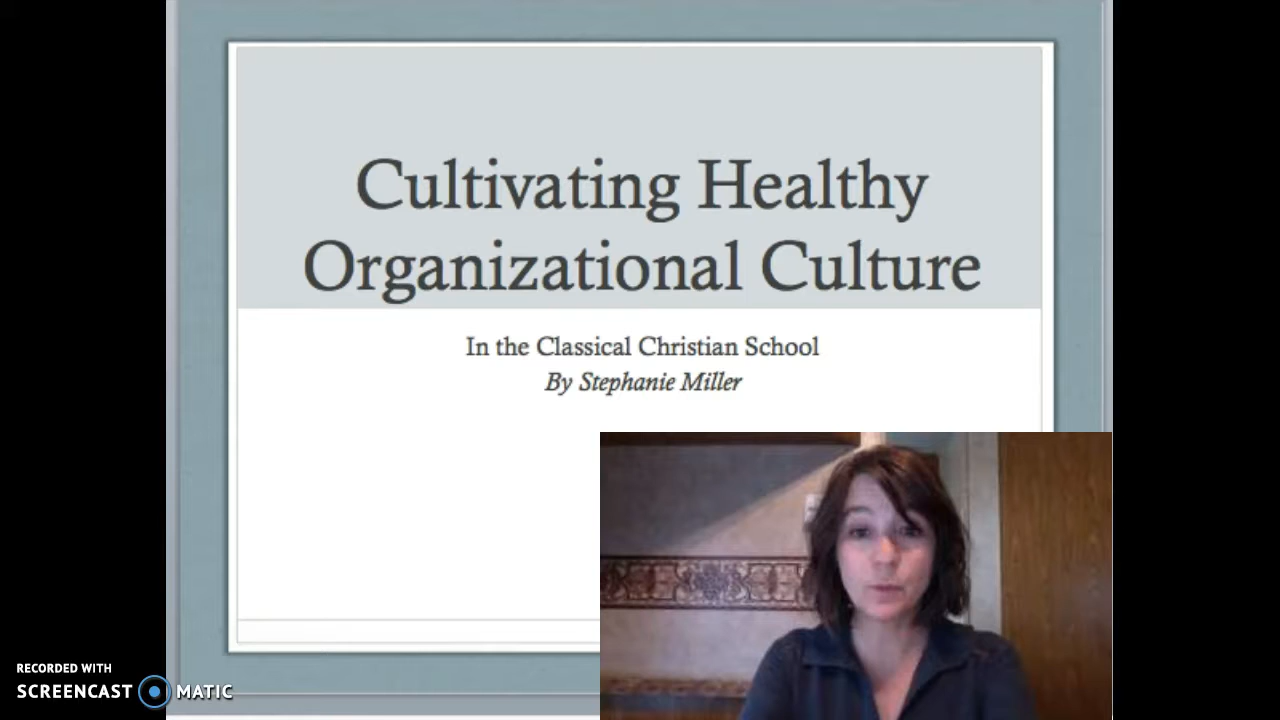 Cultivating Healthy
Organizational Culture
In the Classical Christian School
By Stephanie Miller
RECORDED WITH
SCREENCAST MATIC